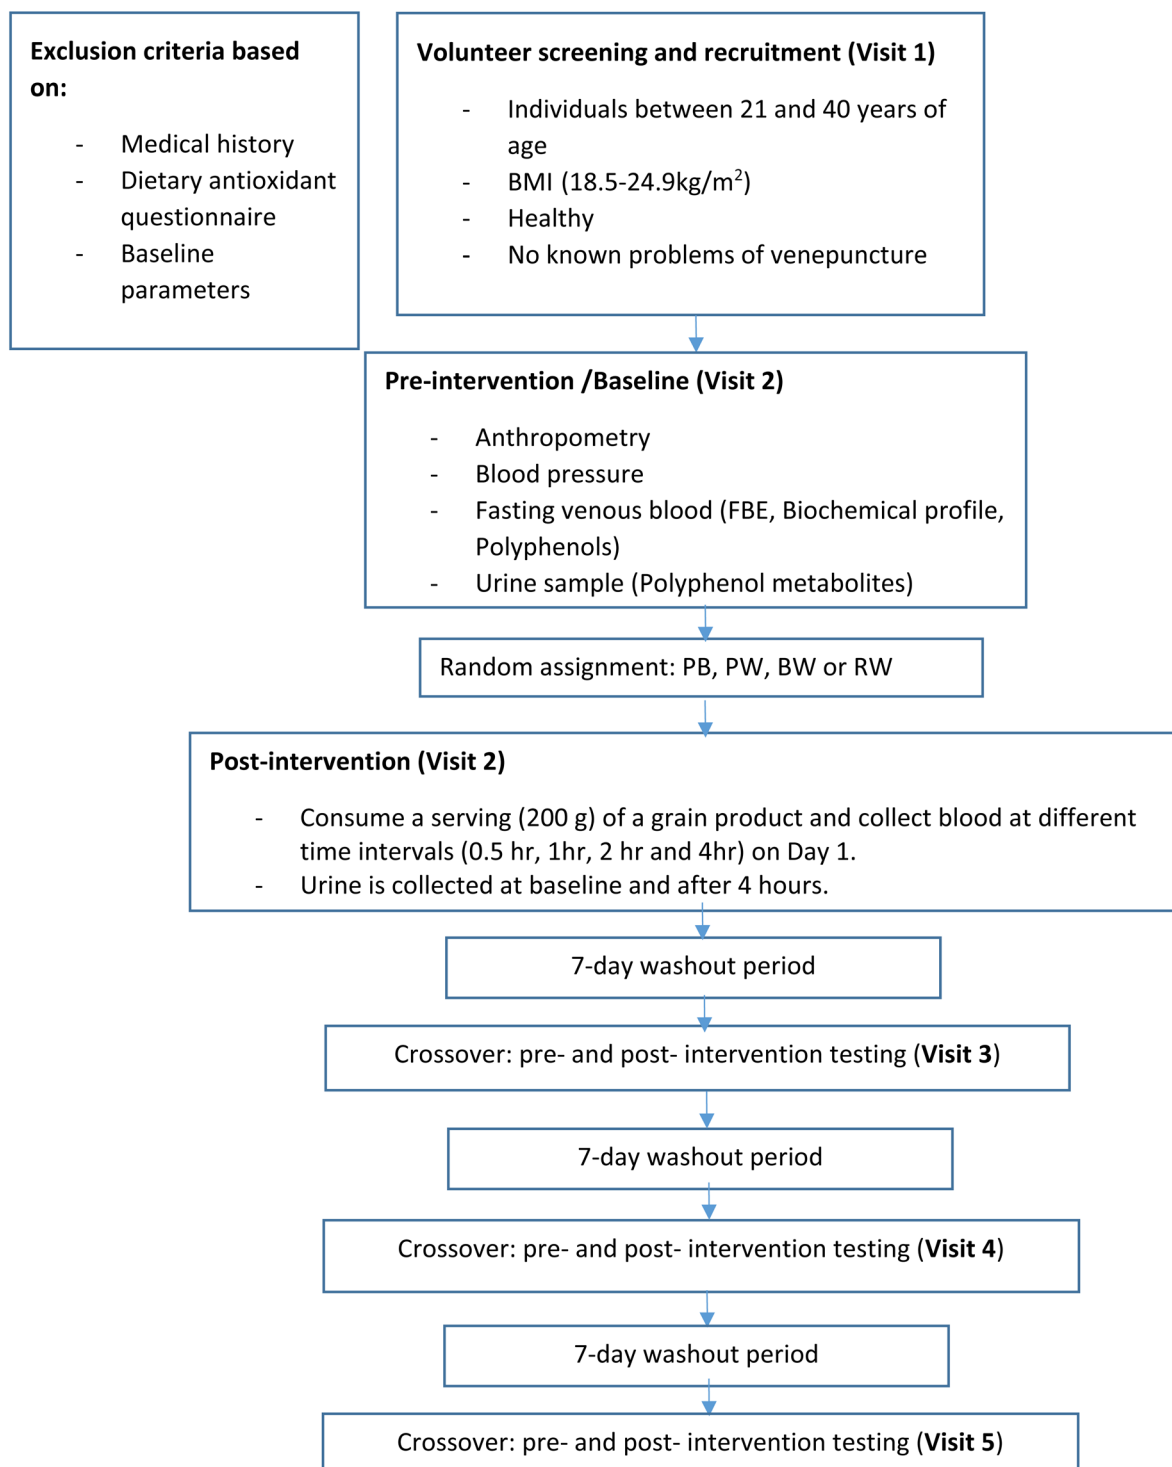 Exclusion criteria based
on:
- Medical history
- Dietary antioxidant
questionnaire
- Baseline
parameters
Volunteer screening and recruitment (Visit 1)
- Individuals between 21 and 40 years of
age
- BMI (18.5-24.9kg/m²)
- Healthy
- No known problems of venepuncture
Pre-intervention /Baseline (Visit 2)
- Anthropometry
- Blood pressure
- Fasting venous blood (FBE, Biochemical profile,
Polyphenols)
- Urine sample (Polyphenol metabolites)
Random assignment: PB, PW, BW or RW
Post-intervention (Visit 2)
- Consume a serving (200 g) of a grain product and collect blood at different
time intervals (0.5 hr, 1hr, 2 hr and 4hr) on Day 1.
- Urine is collected at baseline and after 4 hours.
7-day washout period
Crossover: pre- and post- intervention testing (Visit 3)
7-day washout period
Crossover: pre- and post- intervention testing (Visit 4)
7-day washout period
Crossover: pre- and post- intervention testing (Visit 5)